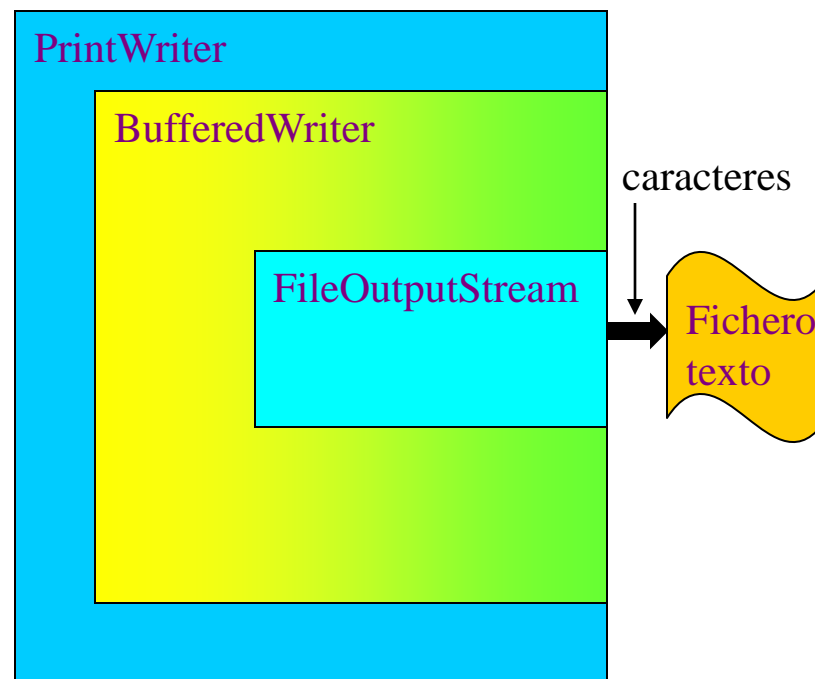 PrintWriter
BufferedWriter
caracteres
FileOutputStream
Fichero
texto